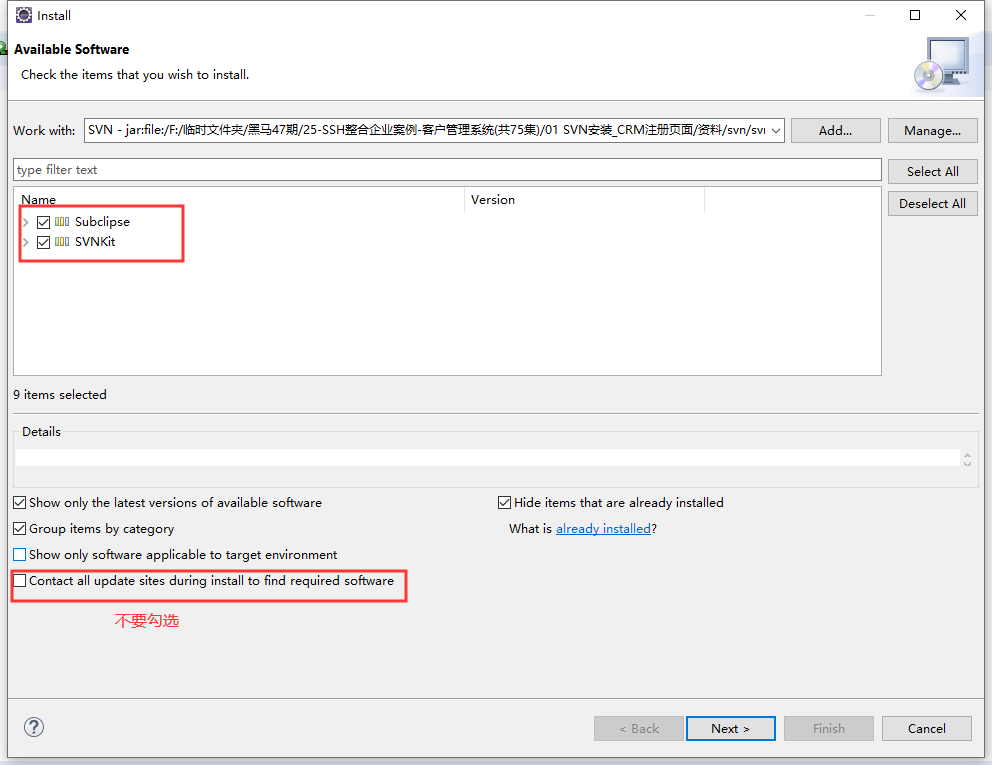 Install
Available Software
Check the items that you wish to install.
Work with: SVN - jar:file:/F:/临时文件夹/黑马47期/25-SSH整合企业案例-客户管理系统(共75集)/01 SVN安装_CRM注册页面/资料/svn/svn Add... Manage...
type filter text Select All
Name Version Deselect All
Subclipse
SVNKit
9 items selected
Details
Show only the latest versions of available software Hide items that are already installed
Group items by category What is already installed?
Show only software applicable to target environment
Contact all update sites during install to find required software
不要勾选
? < Back Next > Finish Cancel